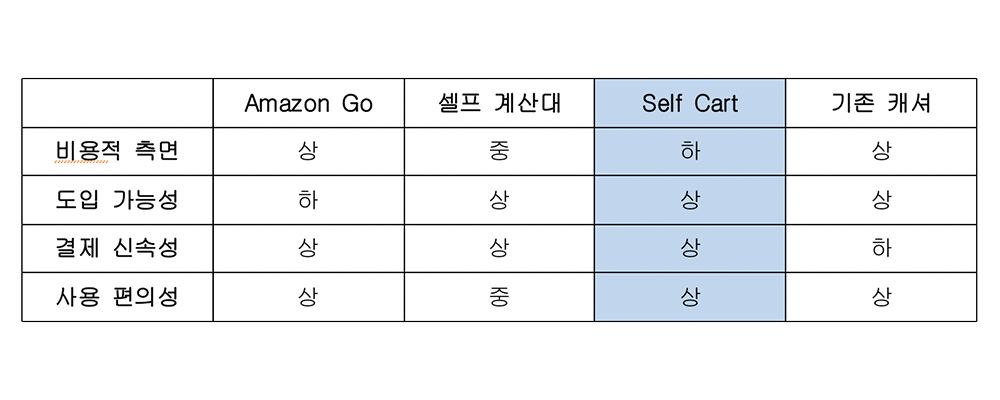 Amazon Go 셀프 계산대 Self Cart 기존 캐셔
비용적 측면 상 중 하 상
도입 가능성 하 상 상 상
결제 신속성 상 상 상 하
사용 편의성 상 중 상 상